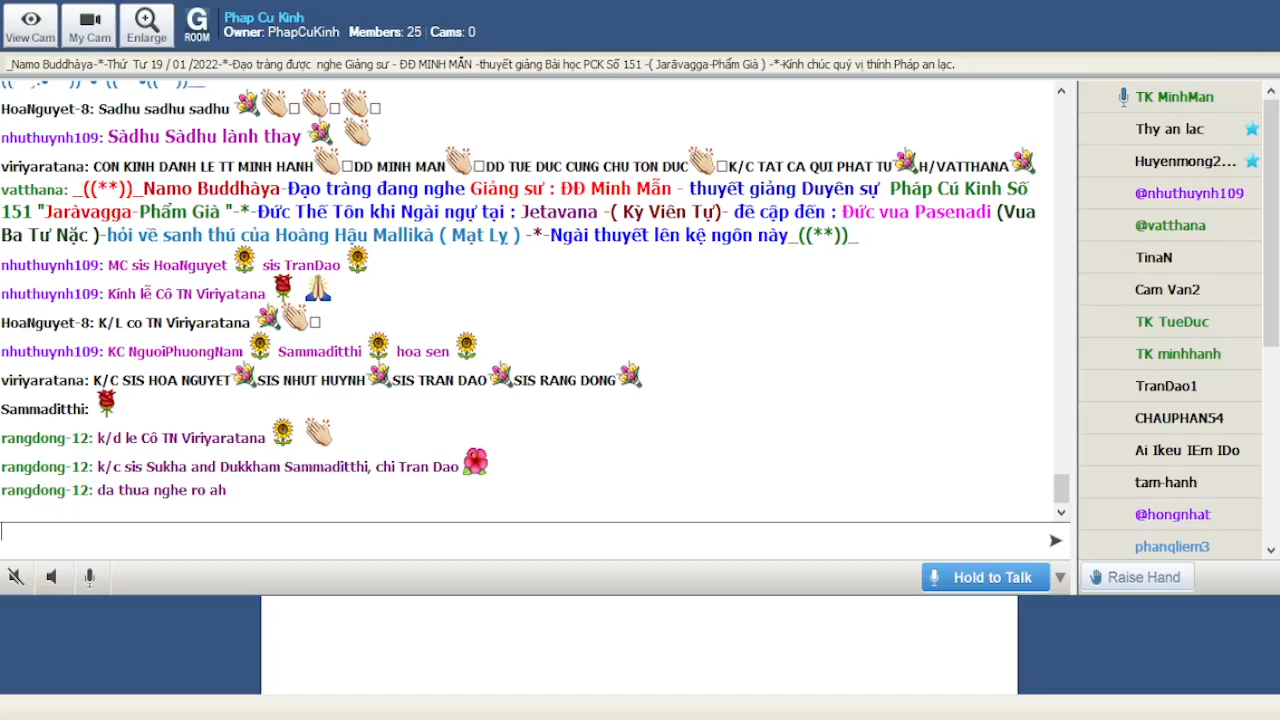 View Cam
My Cam
Enlarge
G
ROOM
Phap Cu Kinh
Owner: PhapCuKinh Members: 25 Cams: 0
_Namo Buddhàya-*-Thứ Tư 19 / 01 /2022-*-Đạo tràng được nghe Giảng sư - ĐĐ MINH MẪN -thuyết giảng Bài học PCK Số 151 -( Jarāvagga-Phẩm Già ) -*-Kính chúc quý vị thính Pháp an lạc.
HoaNguyet-8: Sadhu sadhu sadhu
nhuthuynh109: Sàdhu Sàdhu lành thay
viriyaratana: CON KINH DANH LE TT MINH HANH DD MINH MAN DD TUE DUC CUNG CHU TON DUC K/C TAT CA QUI PHAT TU H/VATTHANA
vatthana: _((**))_Namo Buddhàya-Đạo tràng đang nghe Giảng sư : ĐĐ Minh Mẫn - thuyết giảng Duyên sự Pháp Cú Kinh Số
151 "Jaràvagga-Phẩm Già "-*-Đức Thế Tôn khi Ngài ngự tại : Jetavana -( Kỳ Viên Tự)- đề cập đến : Đức vua Pasenadi (Vua
Ba Tư Nặc )-hỏi về sanh thú của Hoàng Hậu Mallikà ( Mạt Lỵ ) -*-Ngài thuyết lên kệ ngôn này_((**))_
nhuthuynh109: MC sis HoaNguyet sis TranDao
nhuthuynh109: Kính lễ Cô TN Viriyatana
HoaNguyet-8: K/L co TN Viriyaratana
nhuthuynh109: KC NguoiPhuongNam Sammaditthi hoa sen
viriyaratana: K/C SIS HOA NGUYET SIS NHUT HUYNH SIS TRAN DAO SIS RANG DONG
Sammaditthi:
rangdong-12: k/d le Cô TN Viriyaratana
rangdong-12: k/c sis Sukha and Dukkham Sammaditthi, chi Tran Dao
rangdong-12: da thua nghe ro ah
Hold to Talk
TK MinhMan
Thy an lac
Huyenmong2...
@nhuthuynh109
@vatthana
TinaN
Cam Van2
TK TueDuc
TK minhhanh
TranDao1
CHAUPHAN54
Ai Ikeu IEm IDo
tam-hanh
@hongnhat
phanqliem3
Raise Hand